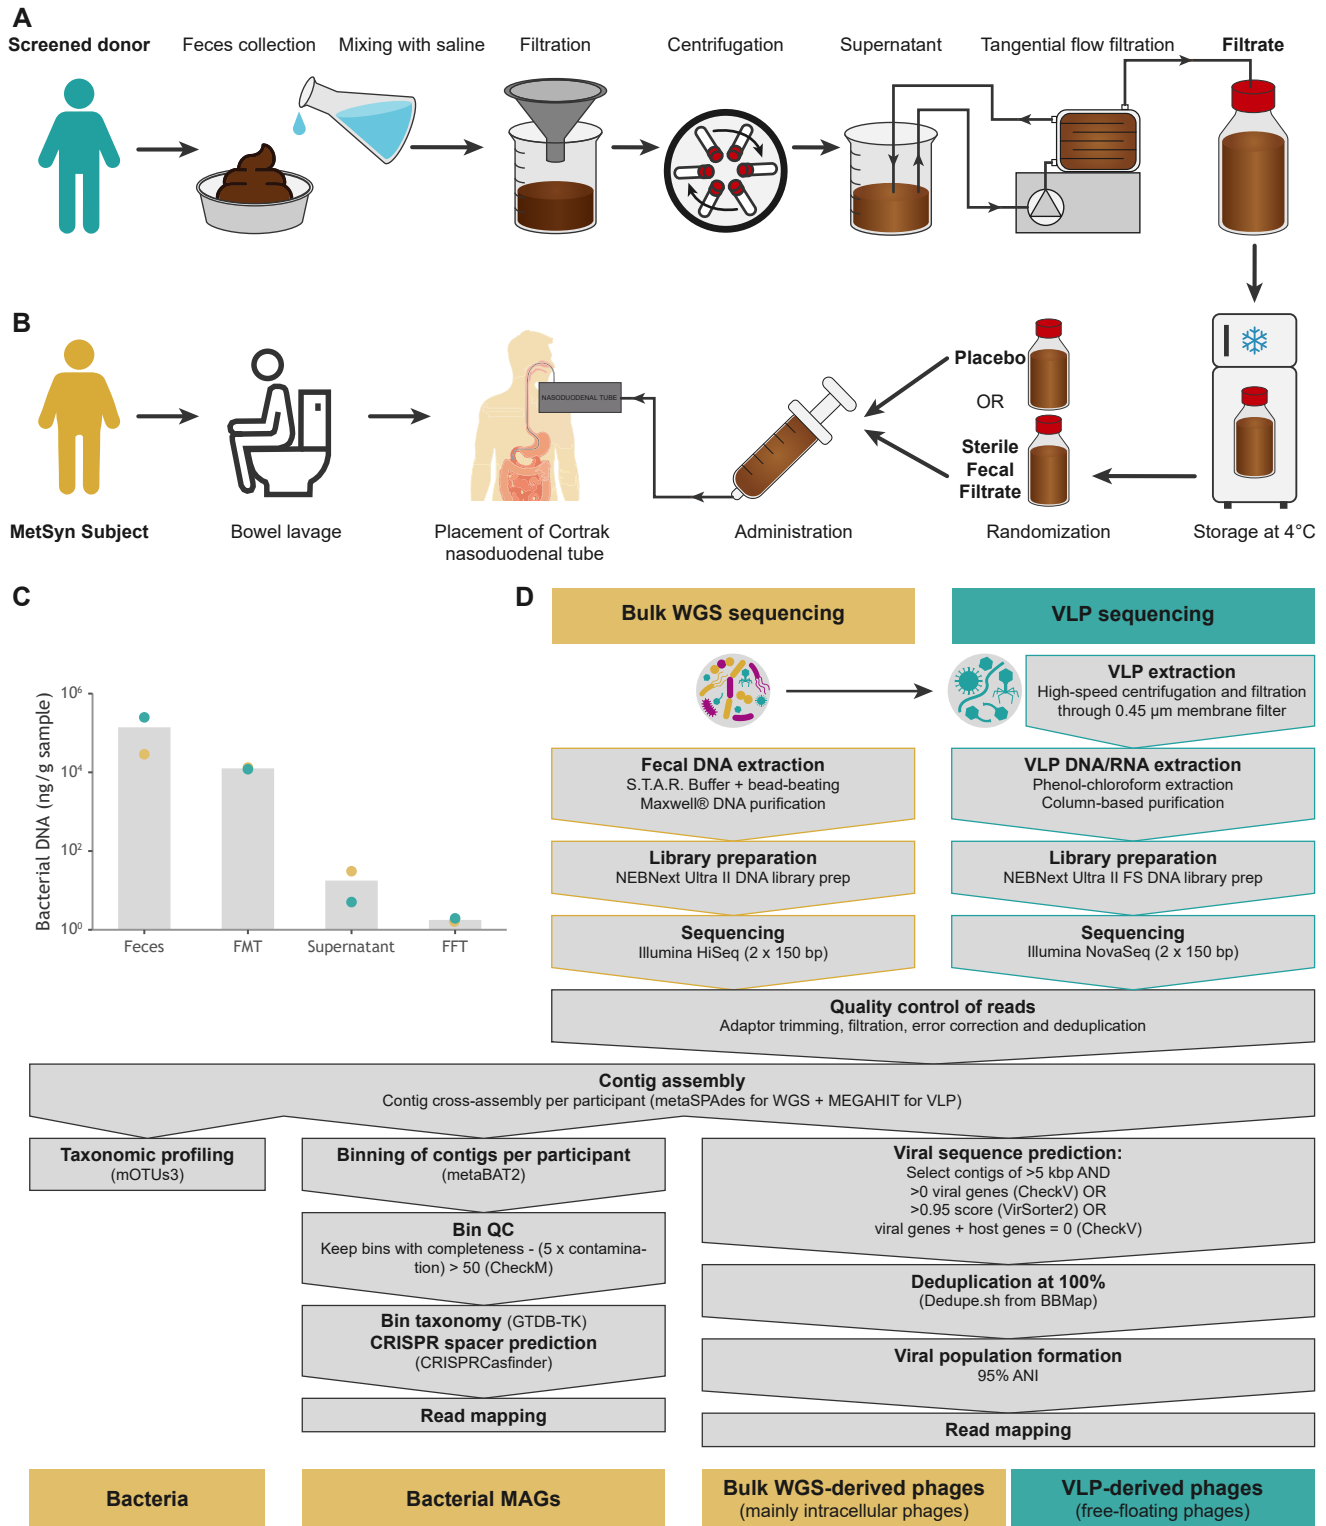 A
Screened donor
Feces collection
Mixing with saline
Filtration
Centrifugation
Supernatant
Tangential flow filtration
Filtrate
B
Placebo
OR
Sterile
Fecal
Filtrate
NASODUODENAL TUBE
MetSyn Subject
Bowel lavage
Placement of Cortrak
nasoduodenal tube
Administration
Randomization
Storage at 4°C
C
Bacterial DNA (ng/g sample)
10⁶
10⁴
10²
10⁰
Feces
FMT
Supernatant
FFT
D
Bulk WGS sequencing
VLP sequencing
VLP extraction
High-speed centrifugation and filtration
through 0.45 μm membrane filter
Fecal DNA extraction
S.T.A.R. Buffer + bead-beating
Maxwell® DNA purification
VLP DNA/RNA extraction
Phenol-chloroform extraction
Column-based purification
Library preparation
NEBNext Ultra II DNA library prep
Library preparation
NEBNext Ultra II FS DNA library prep
Sequencing
Illumina HiSeq (2 x 150 bp)
Sequencing
Illumina NovaSeq (2 x 150 bp)
Quality control of reads
Adaptor trimming, filtration, error correction and deduplication
Contig assembly
Contig cross-assembly per participant (metaSPAdes for WGS + MEGAHIT for VLP)
Taxonomic profiling
(mOTUs3)
Binning of contigs per participant
(metaBAT2)
Bin QC
Keep bins with completeness - (5 x contamina-
tion) > 50 (CheckM)
Bin taxonomy (GTDB-TK)
CRISPR spacer prediction
(CRISPRCasfinder)
Read mapping
Viral sequence prediction:
Select contigs of >5 kbp AND
>0 viral genes (CheckV) OR
>0.95 score (VirSorter2) OR
viral genes + host genes = 0 (CheckV)
Deduplication at 100%
(Dedupe.sh from BBMap)
Viral population formation
95% ANI
Read mapping
Bacteria
Bacterial MAGs
Bulk WGS-derived phages
(mainly intracellular phages)
VLP-derived phages
(free-floating phages)